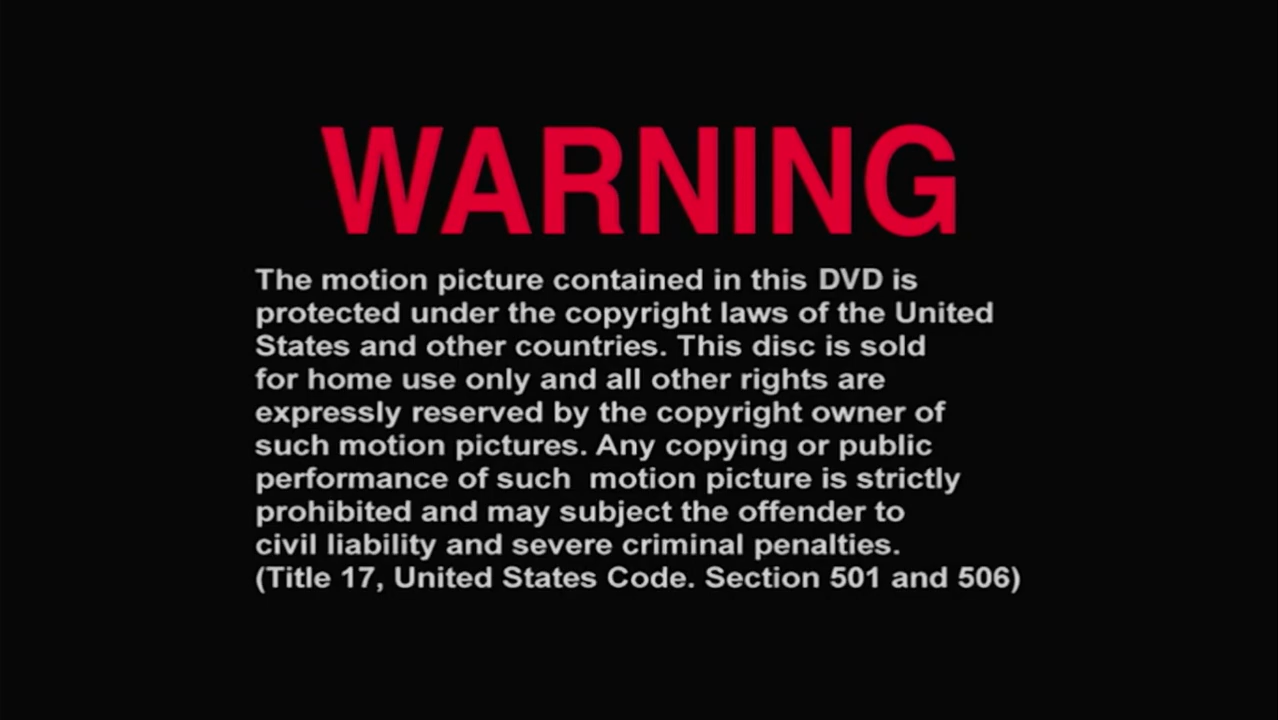 WARNING
The motion picture contained in this DVD is
protected under the copyright laws of the United
States and other countries. This disc is sold
for home use only and all other rights are
expressly reserved by the copyright owner of
such motion pictures. Any copying or public
performance of such  motion picture is strictly
prohibited and may subject the offender to
civil liability and severe criminal penalties.
(Title 17, United States Code. Section 501 and 506)